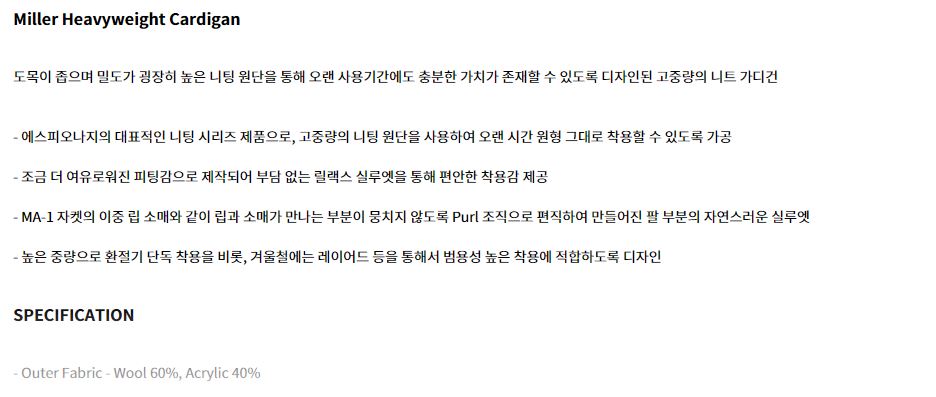 Miller Heavyweight Cardigan
도목이 좁으며 밀도가 굉장히 높은 니팅 원단을 통해 오랜 사용기간에도 충분한 가치가 존재할 수 있도록 디자인된 고중량의 니트 가디건
- 에스피오나지의 대표적인 니팅 시리즈 제품으로, 고중량의 니팅 원단을 사용하여 오랜 시간 원형 그대로 착용할 수 있도록 가공
- 조금 더 여유로워진 피팅감으로 제작되어 부담 없는 릴랙스 실루엣을 통해 편안한 착용감 제공
- MA-1 자켓의 이중 립 소매와 같이 립과 소매가 만나는 부분이 뭉치지 않도록 Purl 조직으로 편직하여 만들어진 팔 부분의 자연스러운 실루엣
- 높은 중량으로 환절기 단독 착용을 비롯, 겨울철에는 레이어드 등을 통해서 범용성 높은 착용에 적합하도록 디자인
SPECIFICATION
- Outer Fabric - Wool 60%, Acrylic 40%